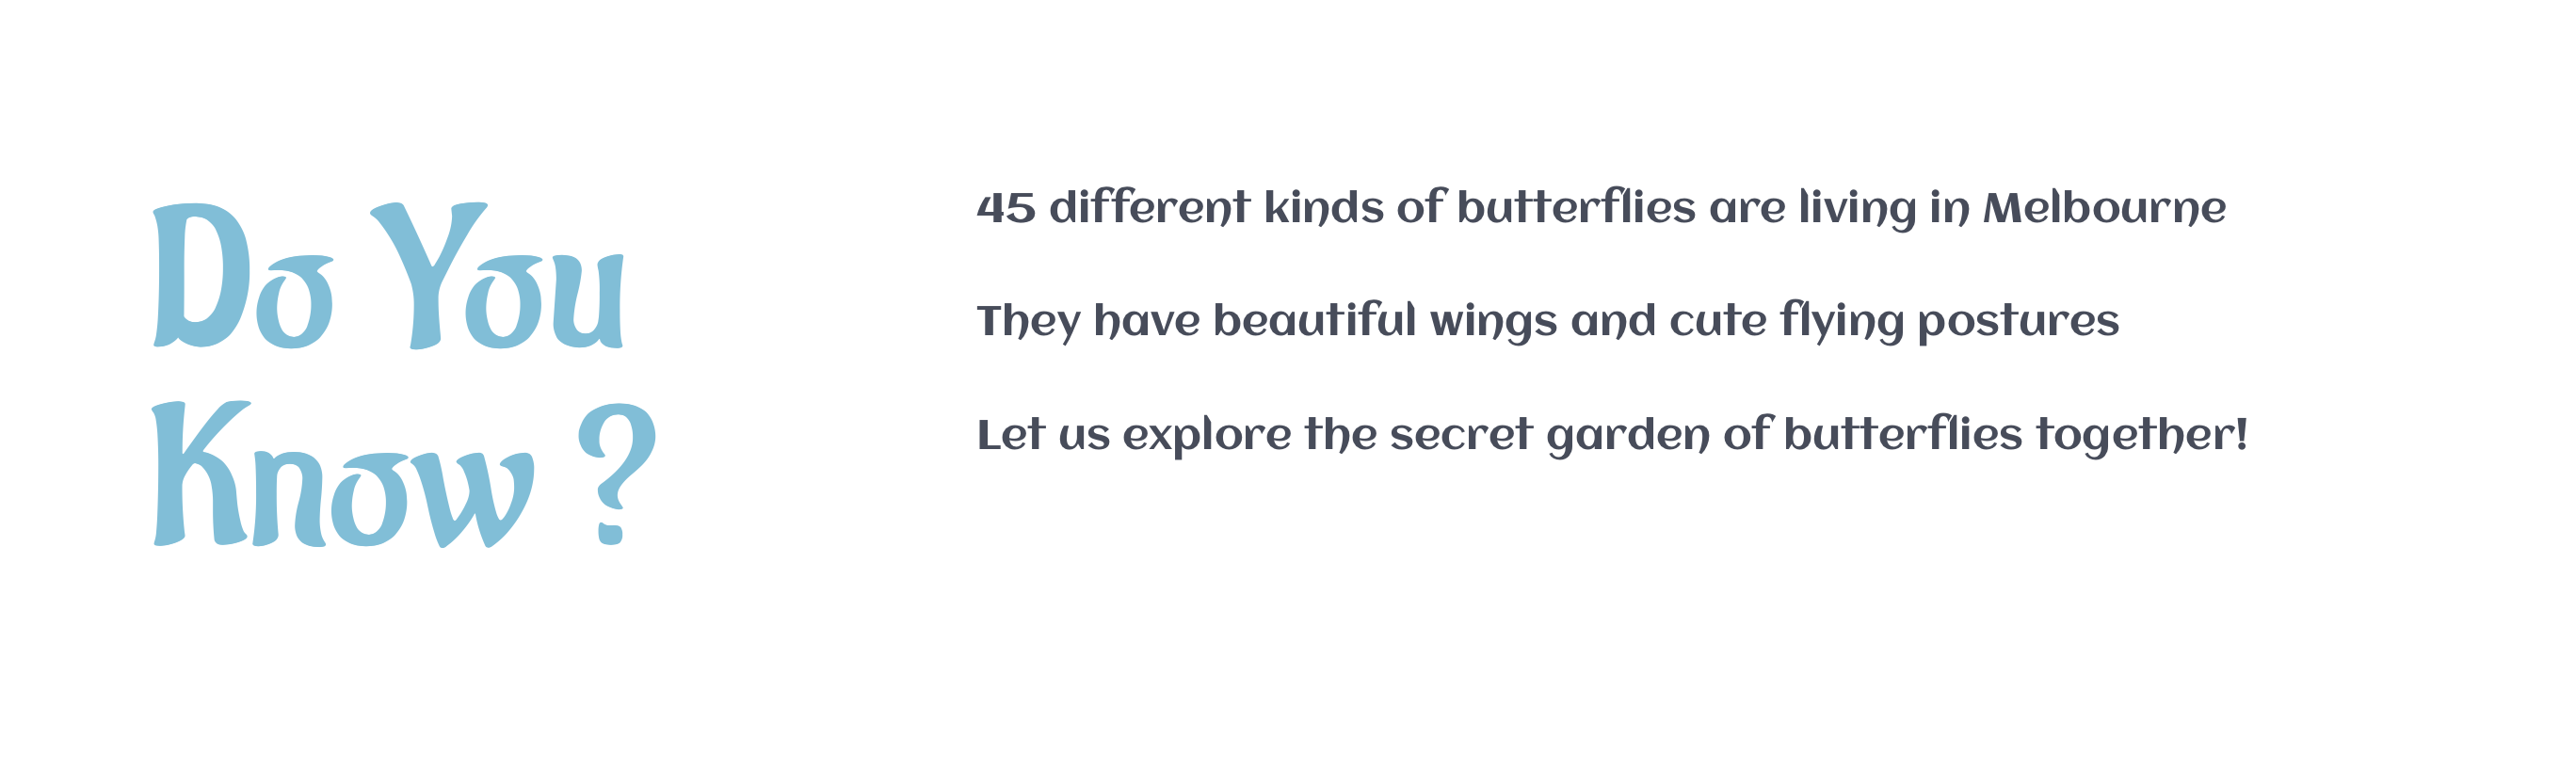 Do You
Know ?
45 different kinds of butterflies are living in Melbourne
They have beautiful wings and cute flying postures
Let us explore the secret garden of butterflies together!